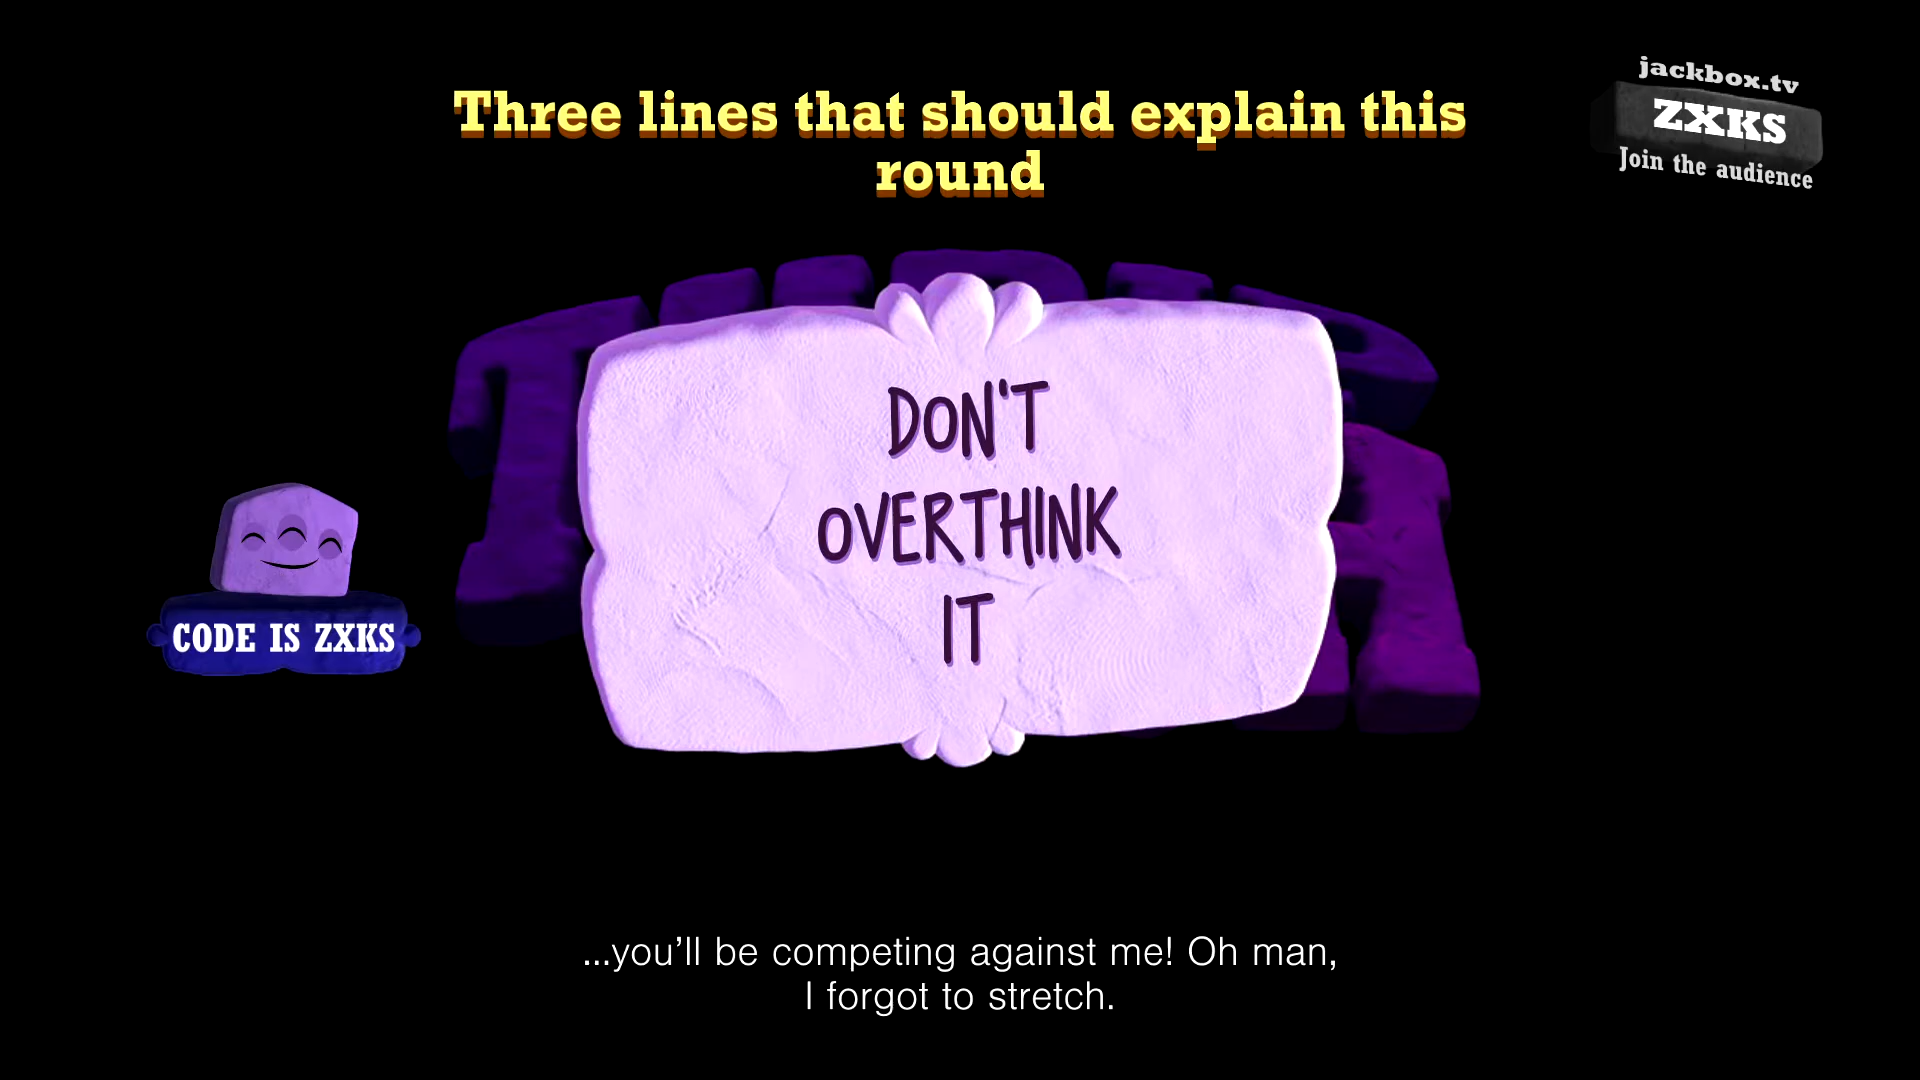 Three lines that should explain this
round
jackbox.tv
ZXKS
Join the audience
DON'T
OVERTHINK
IT
CODE IS ZXKS
...you’ll be competing against me! Oh man,
I forgot to stretch.